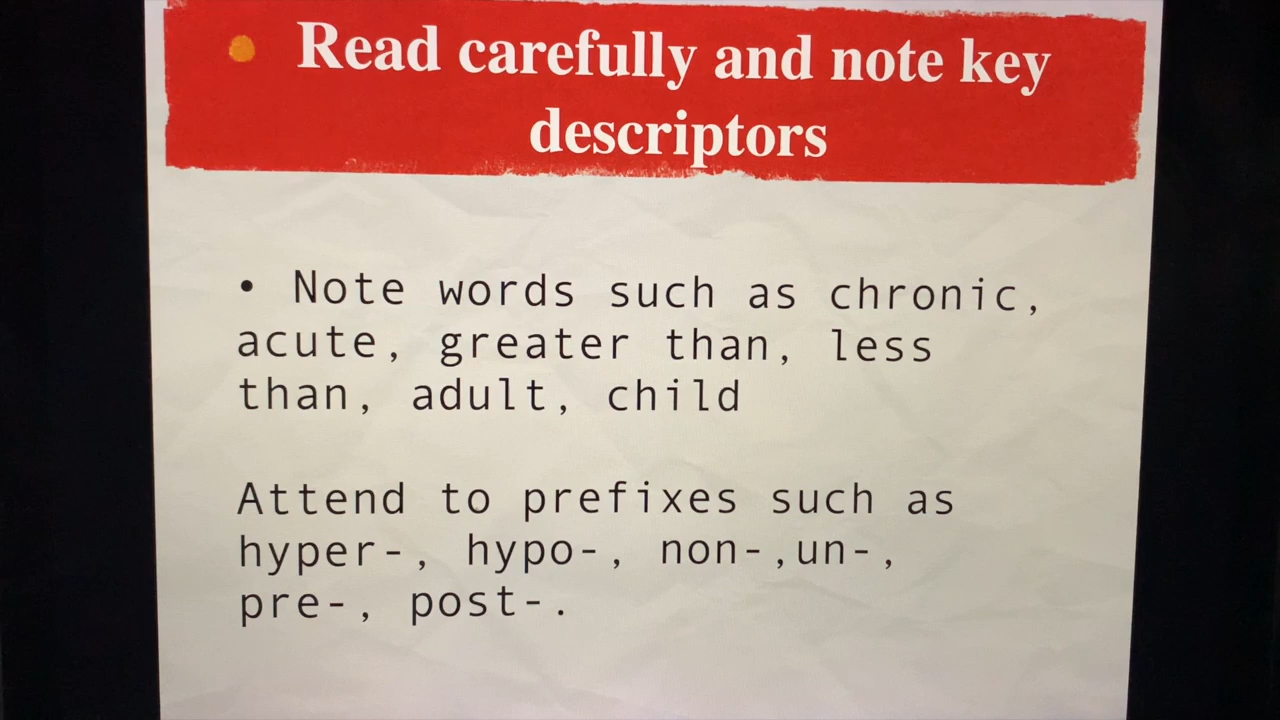 • Read carefully and note key
descriptors
• Note words such as chronic,
acute, greater than, less
than, adult, child
Attend to prefixes such as
hyper-, hypo-, non-,un-,
pre-, post-.